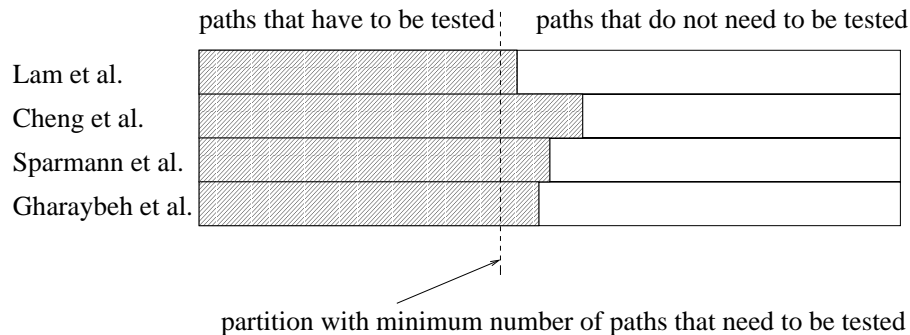 paths that have to be tested
paths that do not need to be tested
Lam et al.
Cheng et al.
Sparmann et al.
Gharaybeh et al.
partition with minimum number of paths that need to be tested